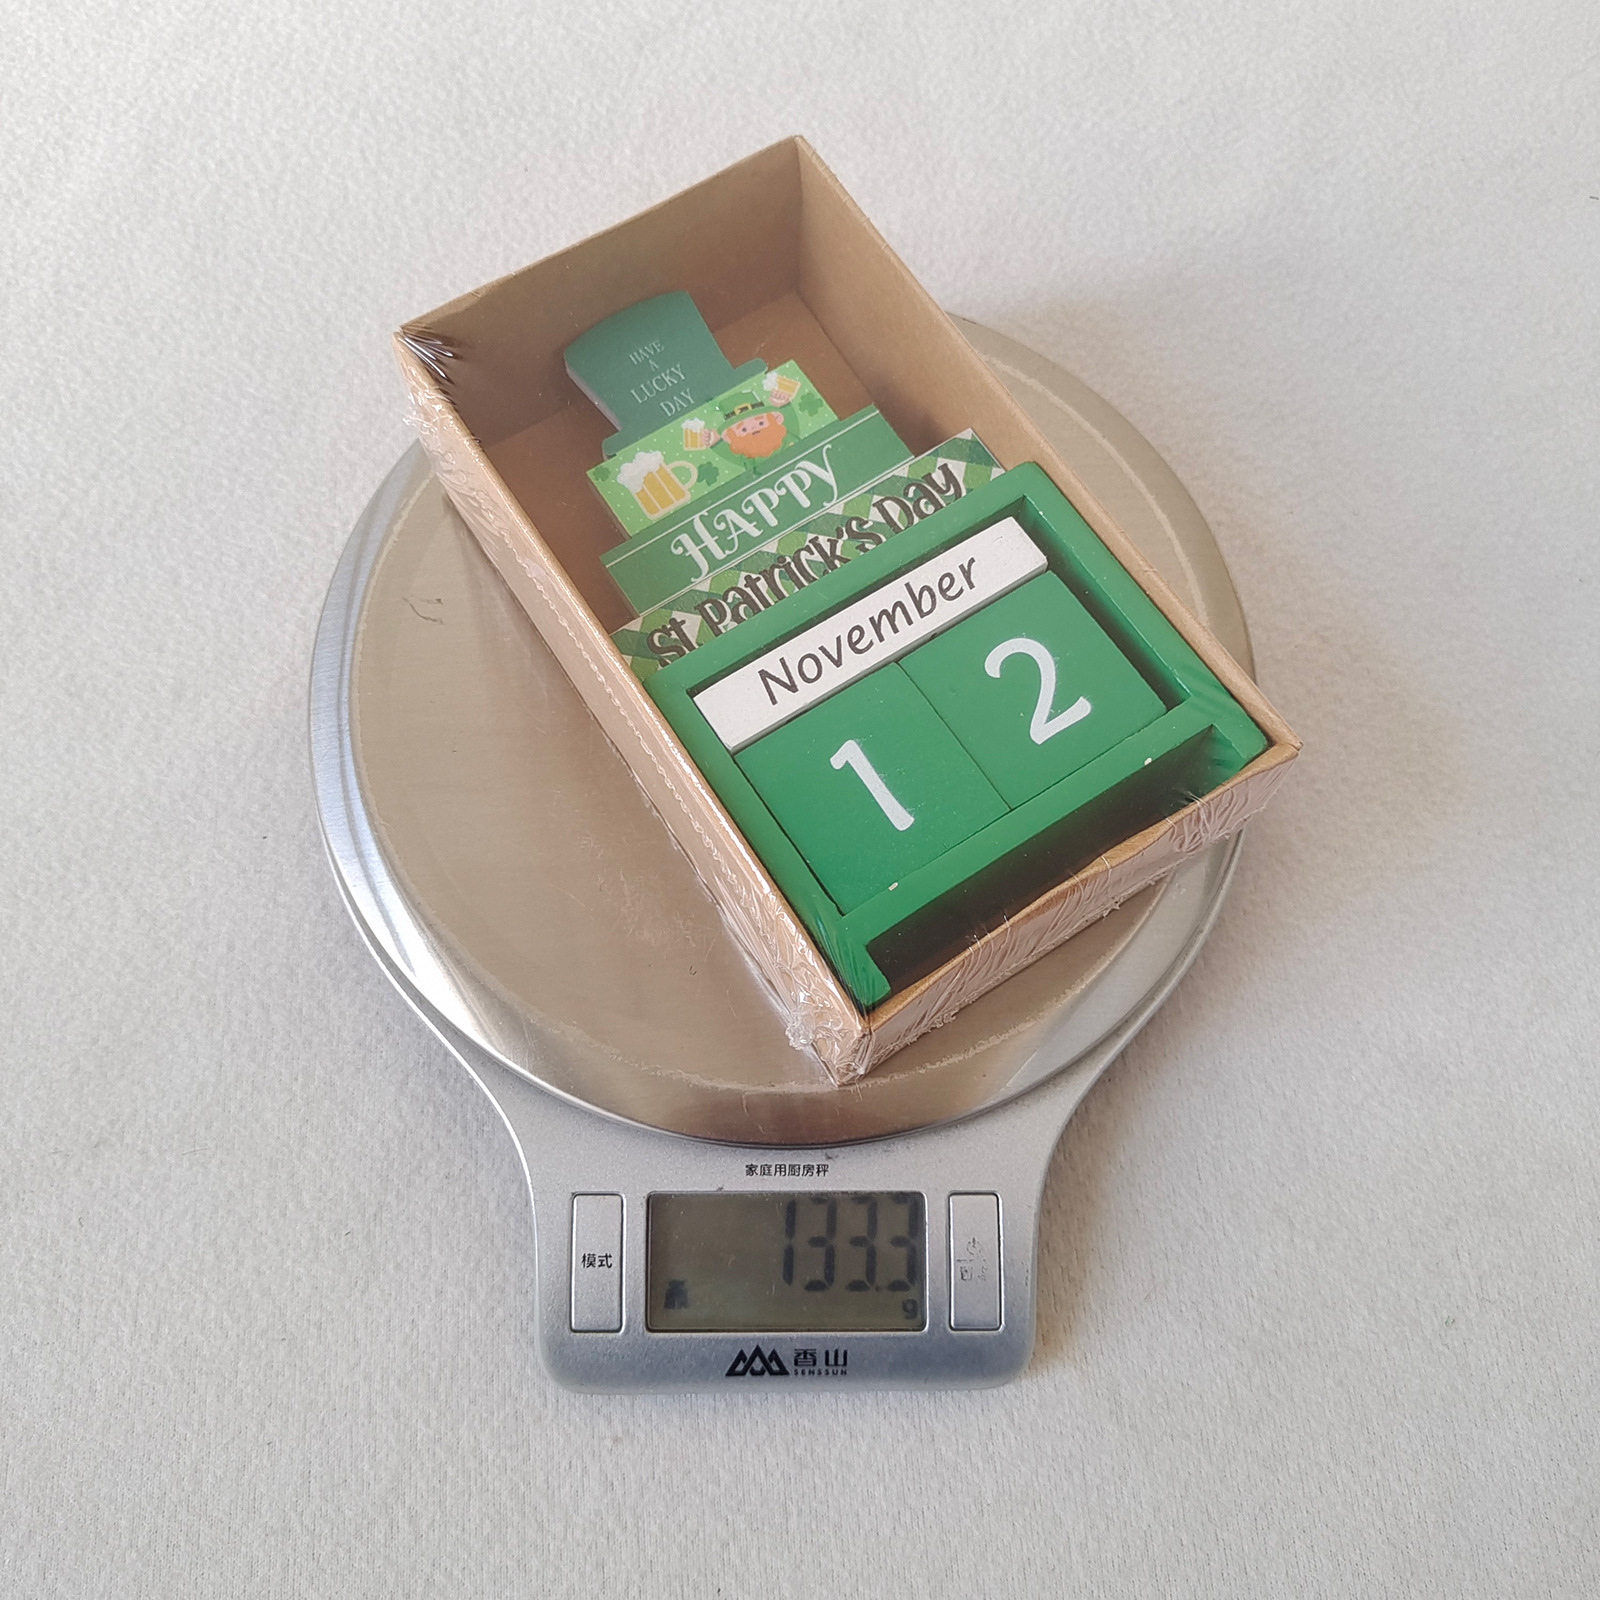 HAVE
A
LUCKY
DAY
HAPPY
St Patrick's Day
November
1 2
家庭用厨房秤
模式
133.3
g
香山
SENSSUN